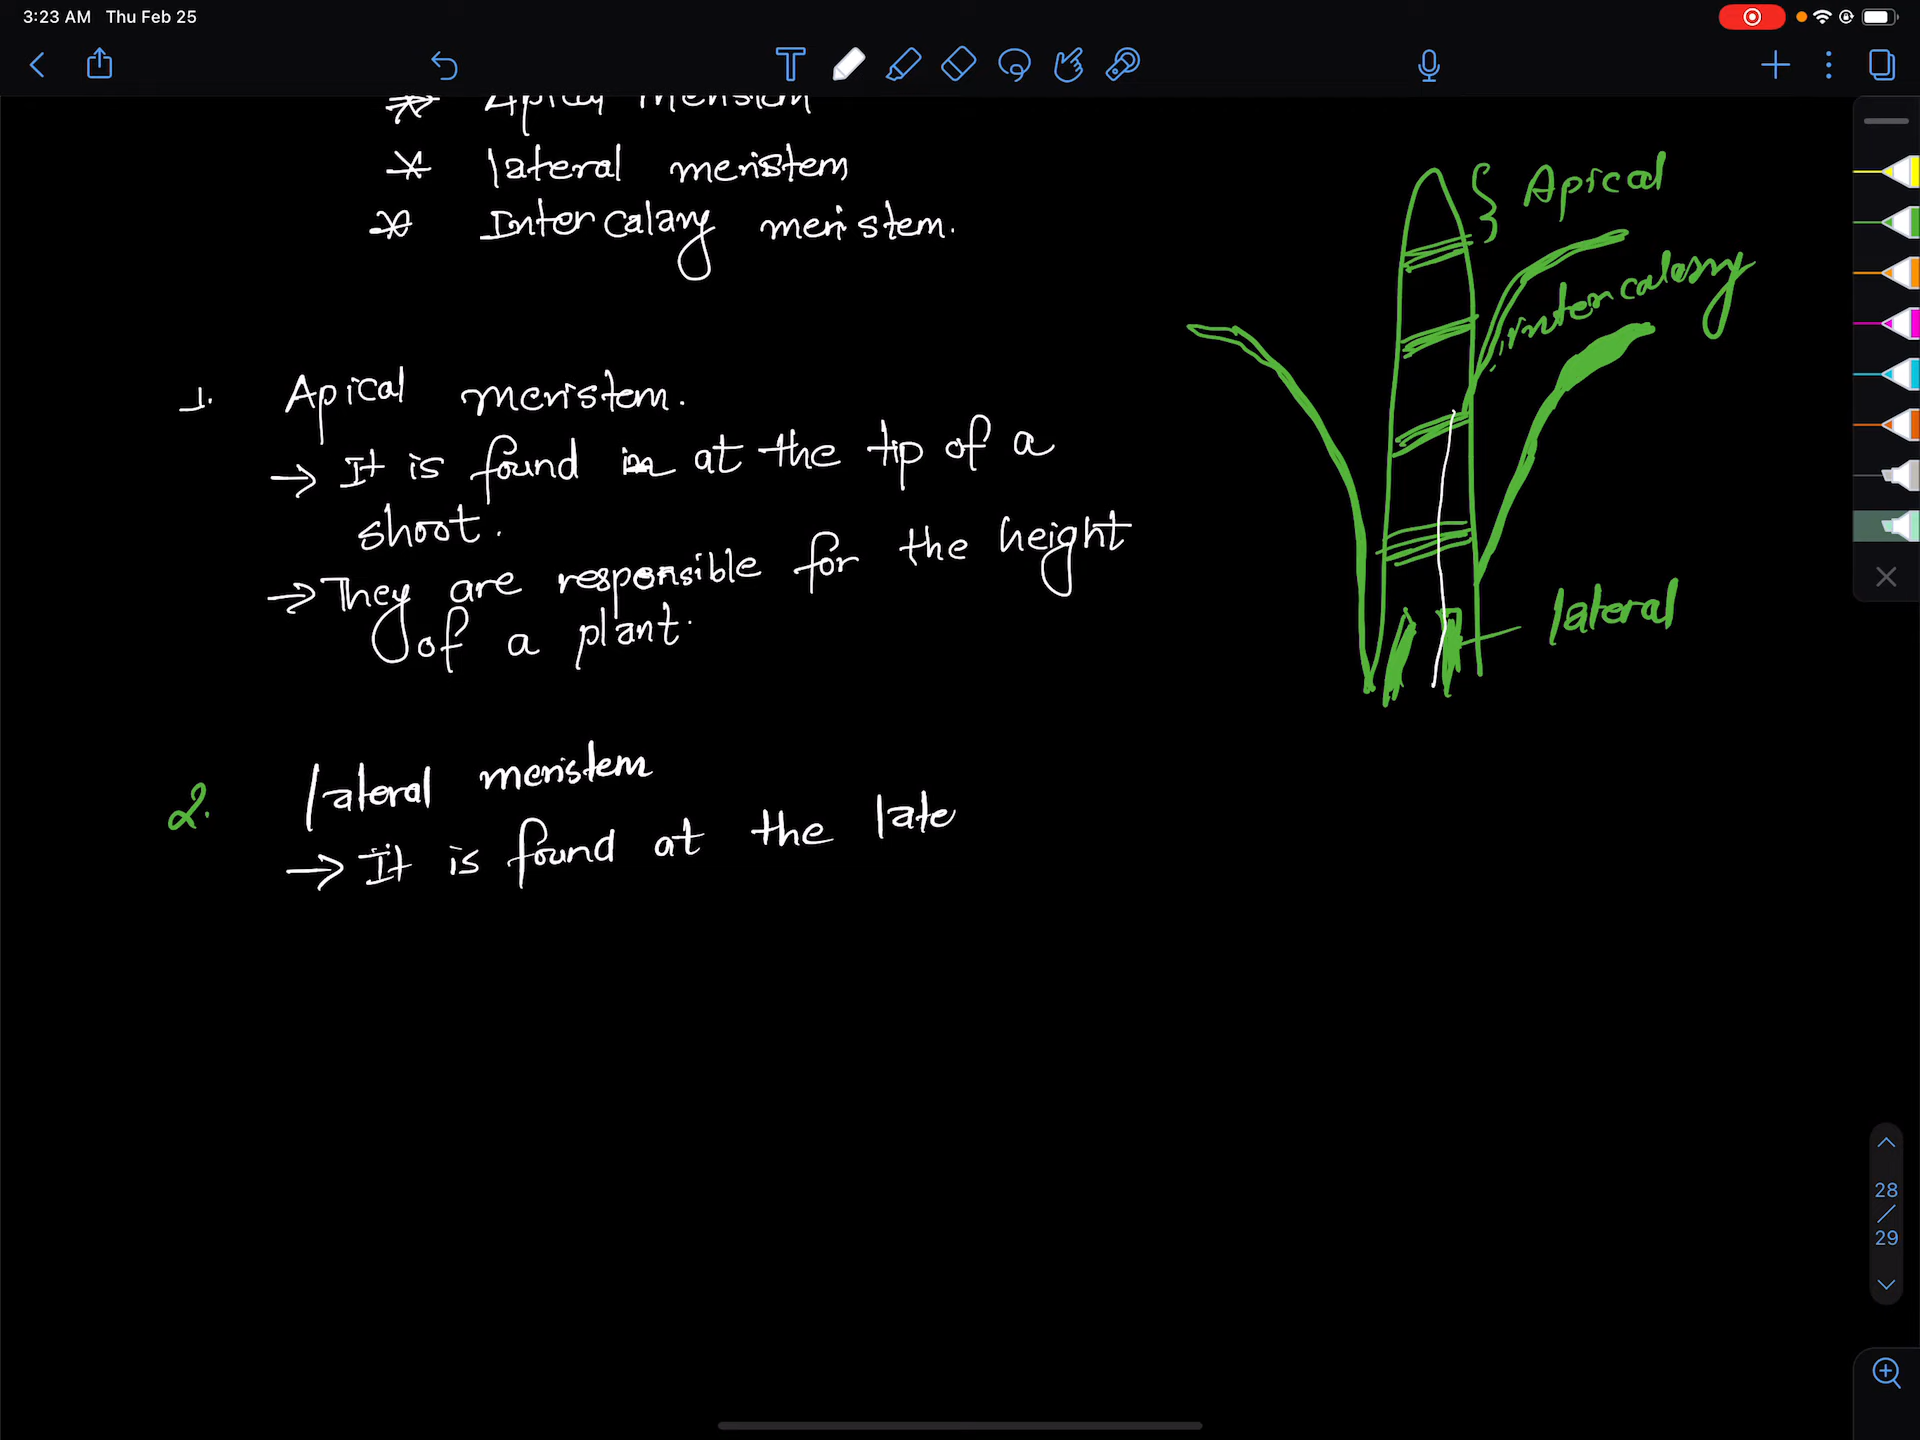 3:23 AM Thu Feb 25
* Apical meristem
* lateral meristem
* Intercalary meristem.
Apical
intercalary
lateral
1. Apical meristem.
→ It is found at the tip of a
shoot.
→ They are responsible for the height
of a plant.
2. lateral meristem
→ It is found at the late
28
/
29